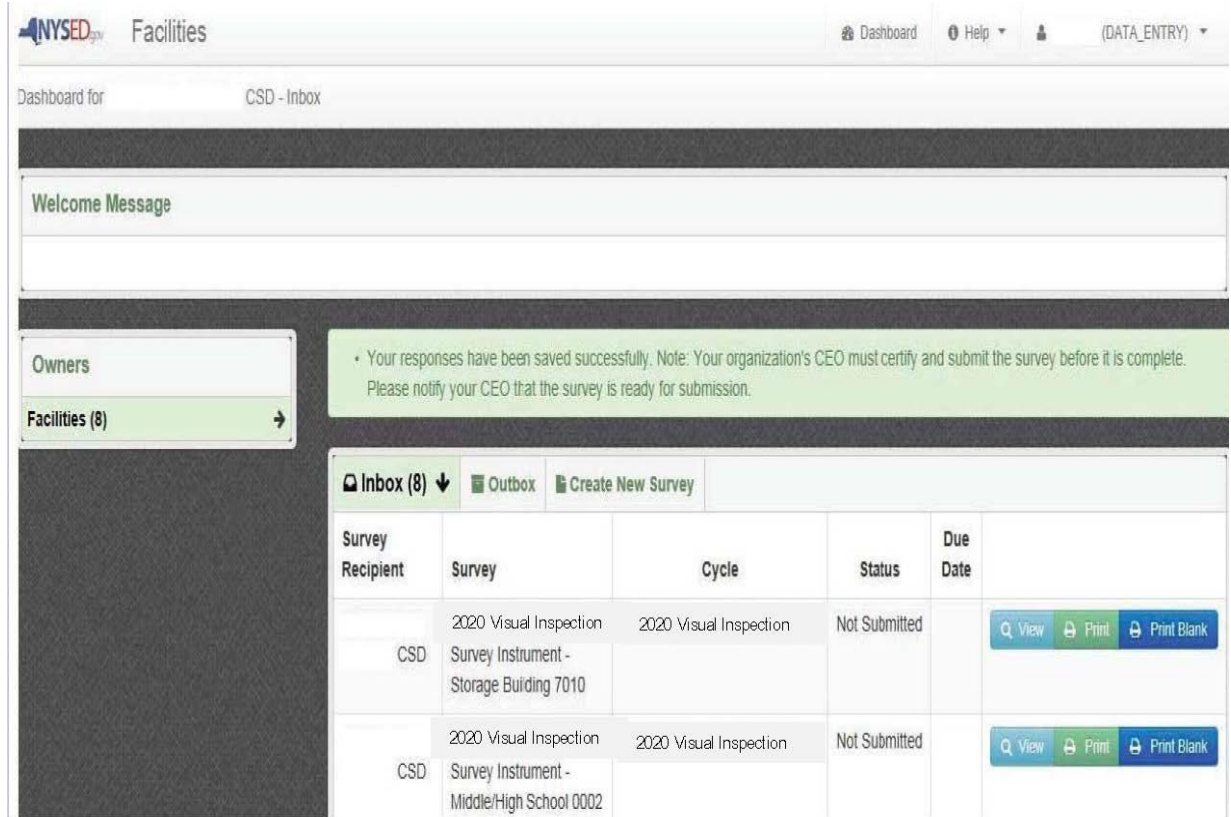 NYSED.gov Facilities Dashboard Help (DATA_ENTRY)
Dashboard for CSD - Inbox
Welcome Message
Owners
Facilities (8)
• Your responses have been saved successfully. Note: Your organization's CEO must certify and submit the survey before it is complete.
Please notify your CEO that the survey is ready for submission.
Inbox (8) Outbox Create New Survey
Survey
Recipient
Survey
Cycle
Status
Due
Date
CSD
2020 Visual Inspection
Survey Instrument -
Storage Building 7010
2020 Visual Inspection
Not Submitted
View Print Print Blank
CSD
2020 Visual Inspection
Survey Instrument -
Middle/High School 0002
2020 Visual Inspection
Not Submitted
View Print Print Blank